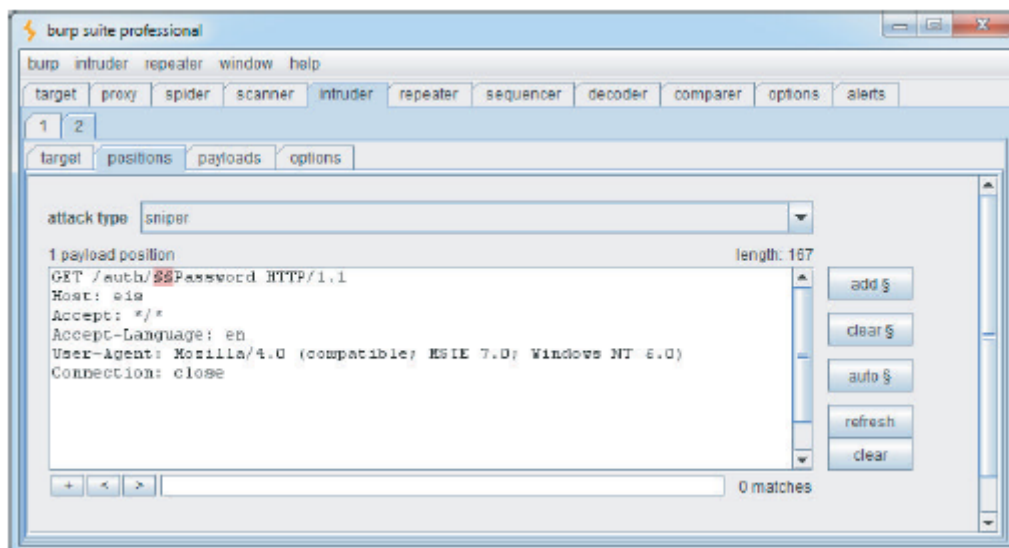 burp suite professional
burp intruder repeater window help
target proxy spider scanner intruder repeater sequencer decoder comparer options alerts
1 2
target positions payloads options
attack type sniper
1 payload position length: 167
GET /auth/§§Password HTTP/1.1
Host: eis
Accept: */*
Accept-Language: en
User-Agent: Mozilla/4.0 (compatible; MSIE 7.0; Windows NT 6.0)
Connection: close
add §
clear §
auto §
refresh
clear
+ < > 0 matches